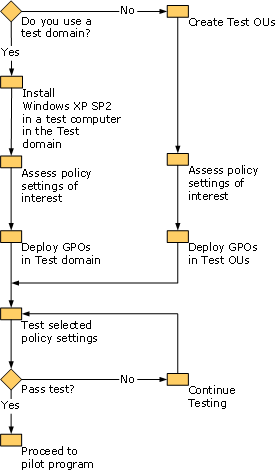 Do you use a
test domain?
No
Create Test OUs
Yes
Install
Windows XP SP2
in a test computer
in the Test
domain
Assess policy
settings of
interest
Assess policy
settings of
interest
Deploy GPOs
in Test domain
Deploy GPOs
in Test OUs
Test selected
policy settings
Pass test?
No
Continue
Testing
Yes
Proceed to
pilot program